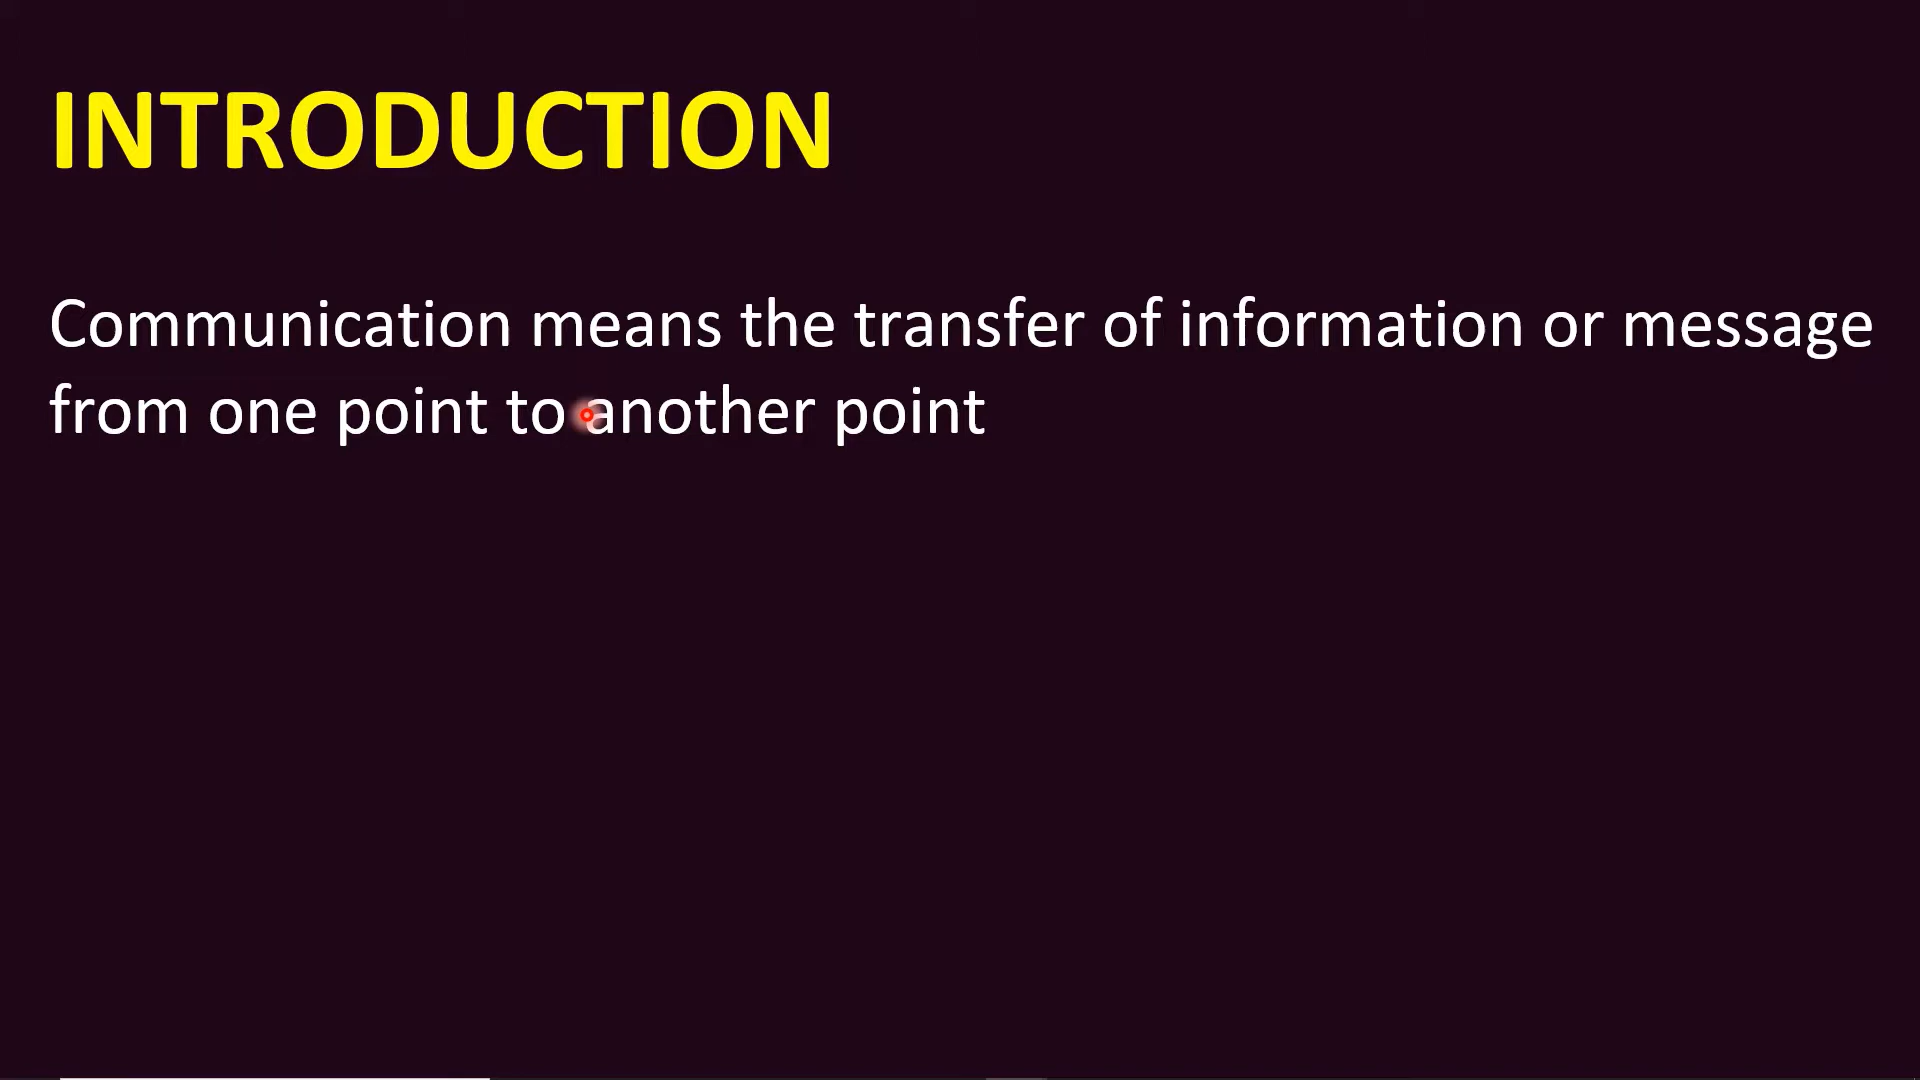 INTRODUCTION
Communication means the transfer of information or message
from one point to another point